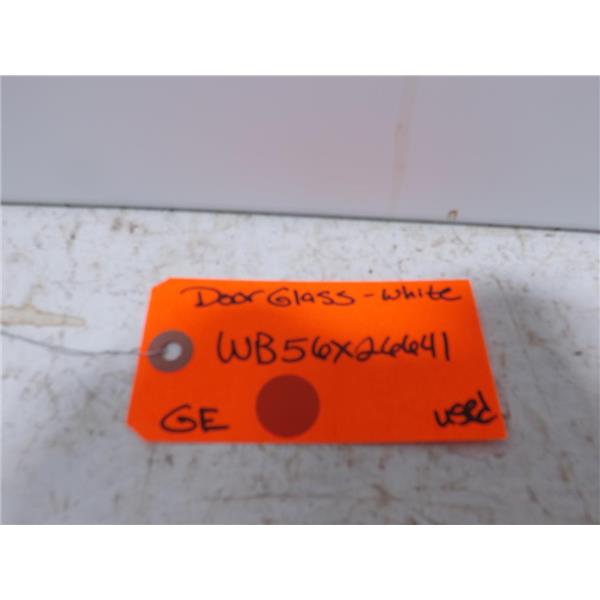 Door Glass - White
WB56X26641
GE used